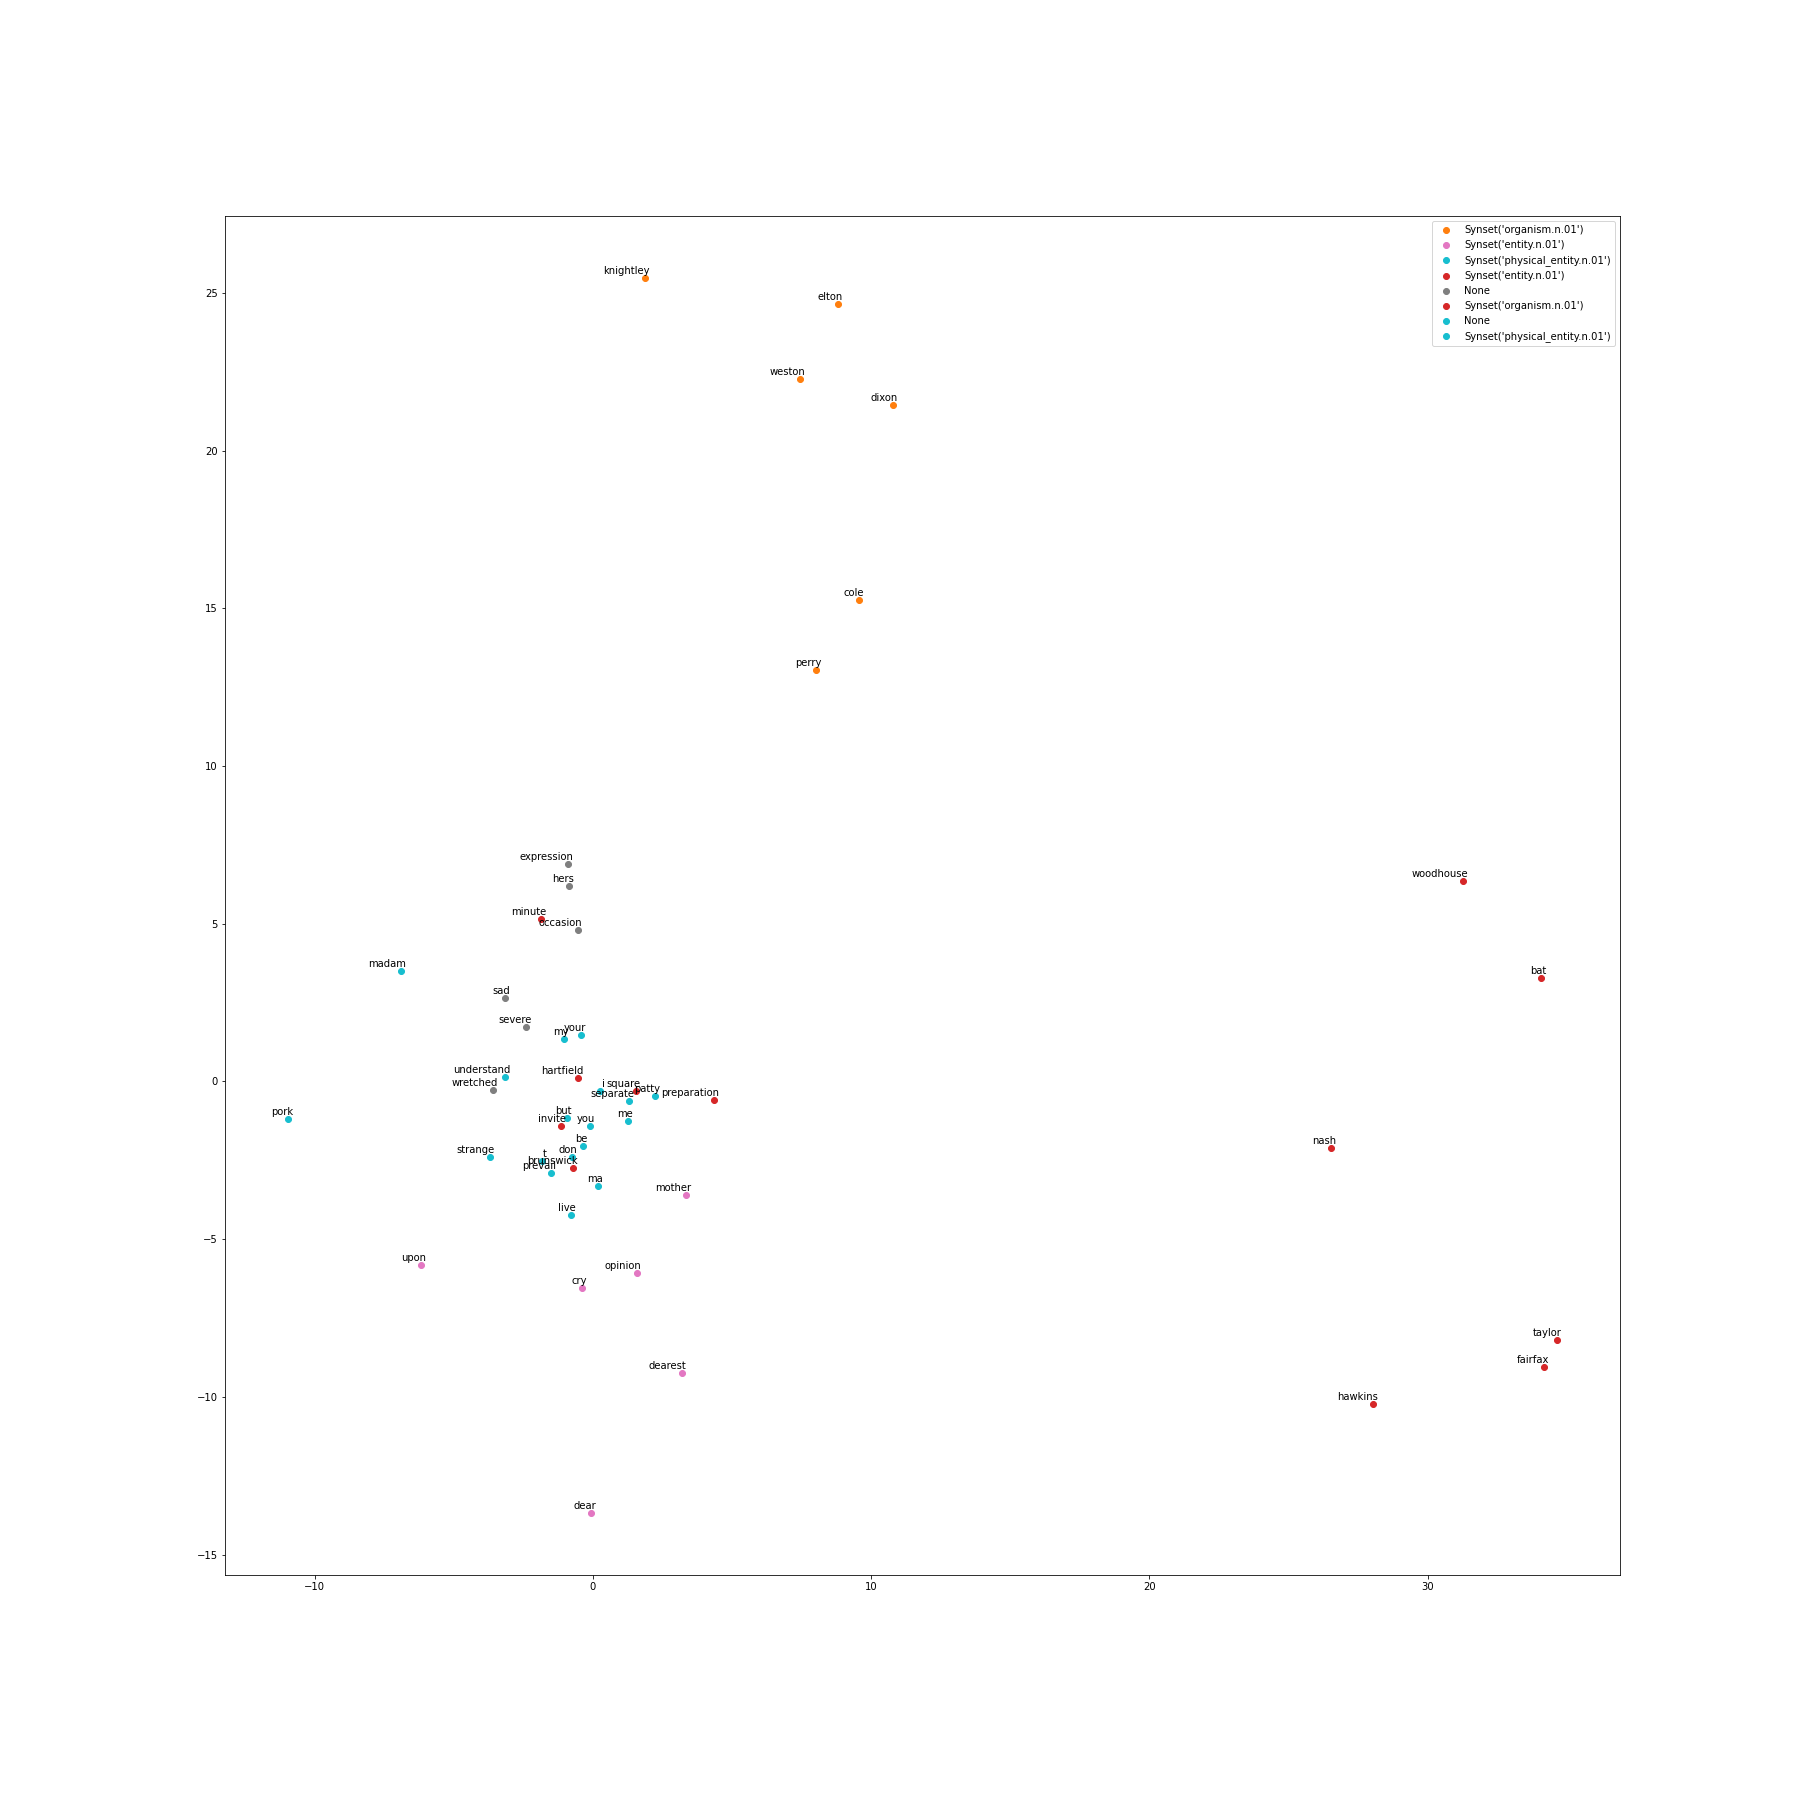 Synset('organism.n.01')
Synset('entity.n.01')
Synset('physical_entity.n.01')
Synset('entity.n.01')
None
Synset('organism.n.01')
None
Synset('physical_entity.n.01')
25
20
15
10
5
0
−5
−10
−15
knightley
elton
weston
dixon
cole
perry
expression
hers
minute
occasion
woodhouse
bat
madam
sad
severe
my
your
hartfield
understand
wretched
i
square
patty
separate
preparation
pork
but
invite
you
me
be
strange
t
don
brunswick
prevail
ma
mother
live
nash
upon
opinion
cry
taylor
fairfax
dearest
hawkins
dear
−10 0 10 20 30